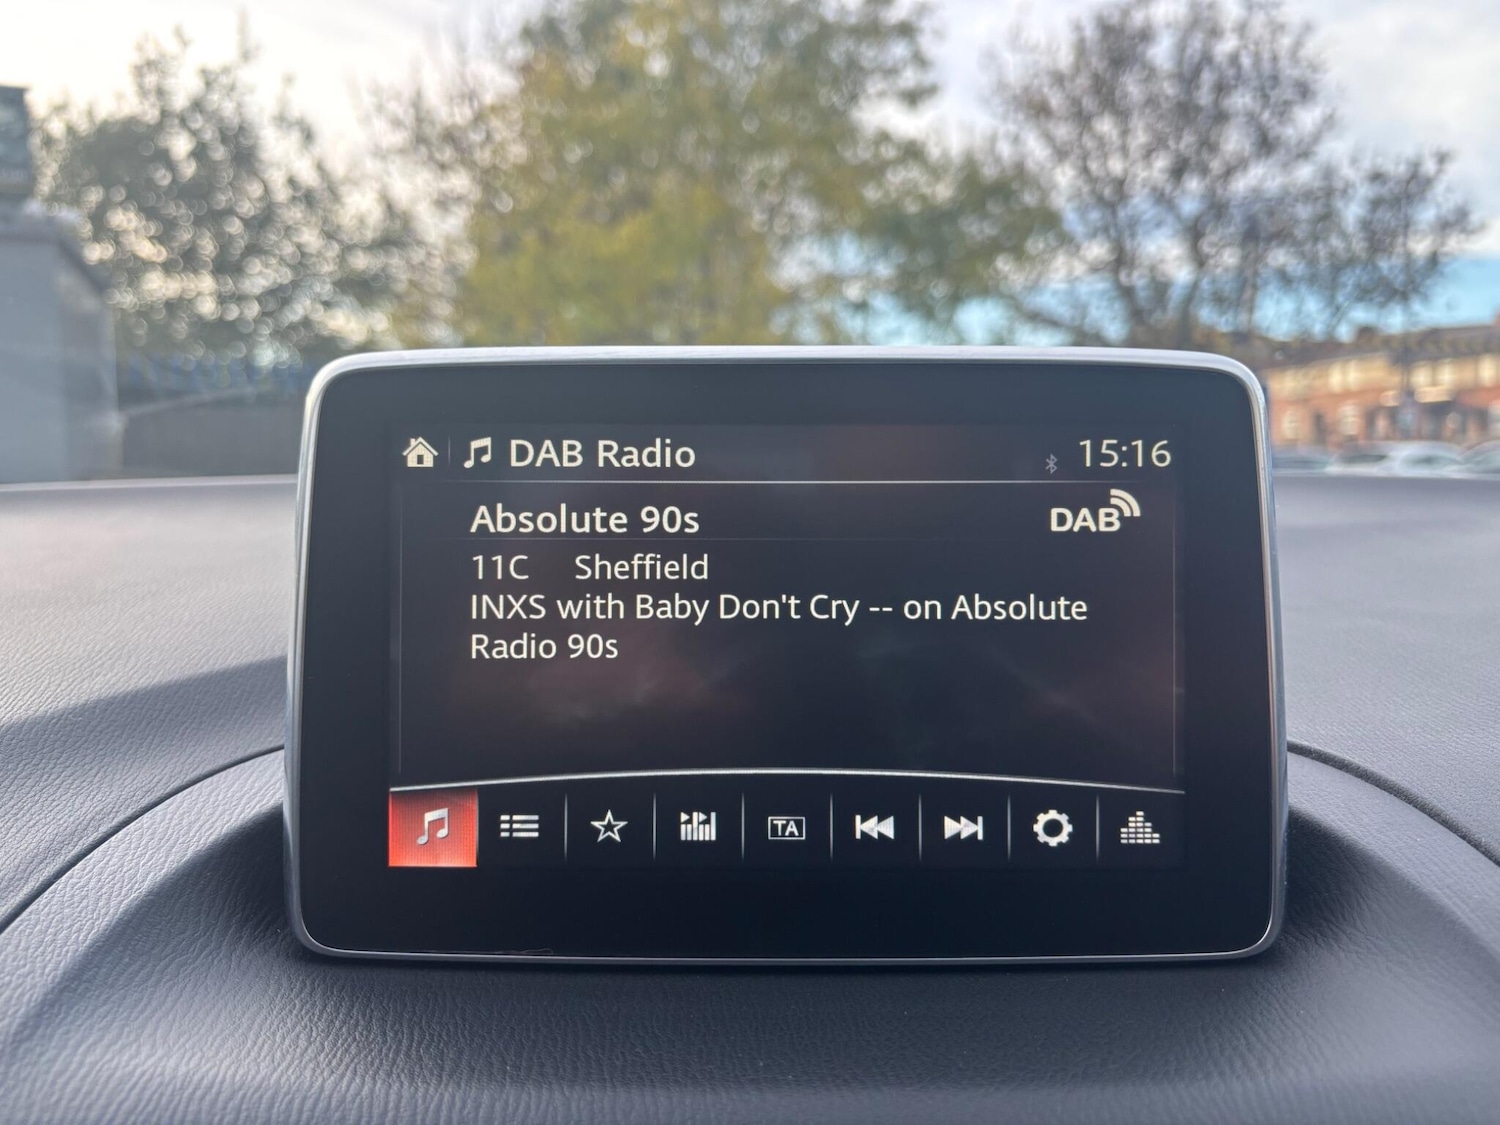 DAB Radio
15:16
Absolute 90s
DAB
11C Sheffield
INXS with Baby Don't Cry -- on Absolute
Radio 90s
TA